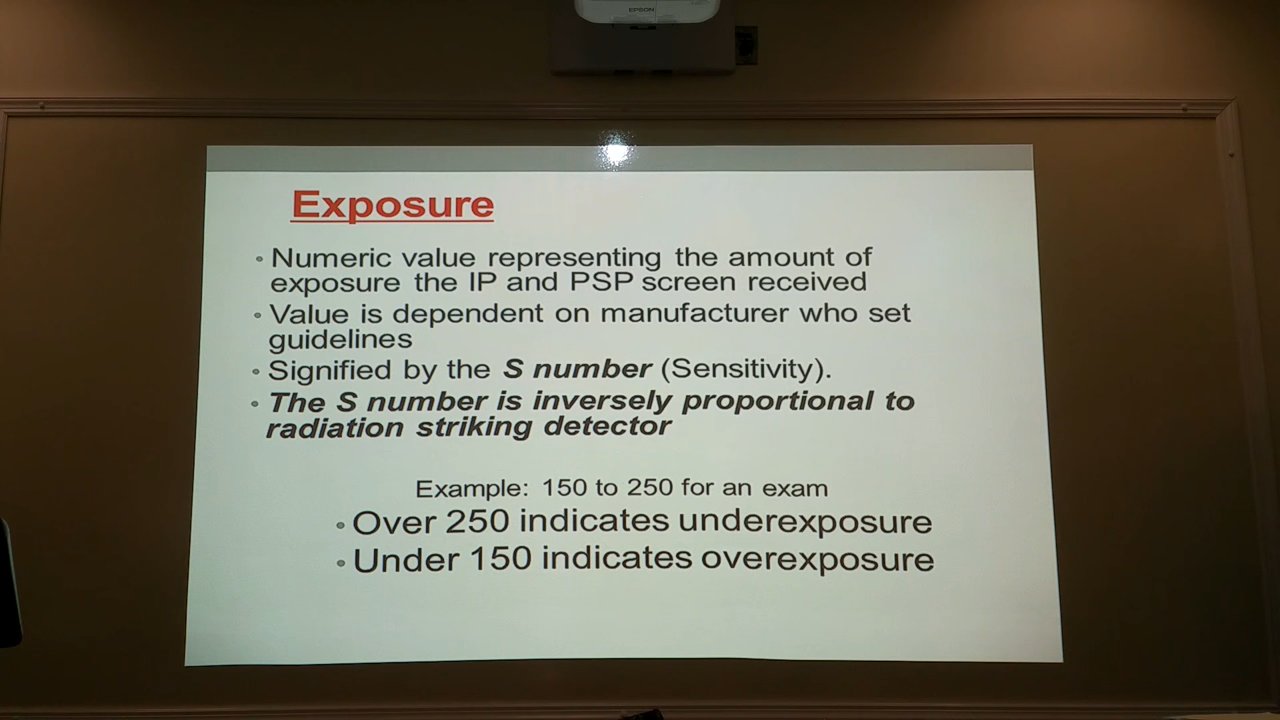 EPSON
Exposure
• Numeric value representing the amount of
exposure the IP and PSP screen received
• Value is dependent on manufacturer who set
guidelines
• Signified by the S number (Sensitivity).
• The S number is inversely proportional to
radiation striking detector
Example: 150 to 250 for an exam
• Over 250 indicates underexposure
• Under 150 indicates overexposure